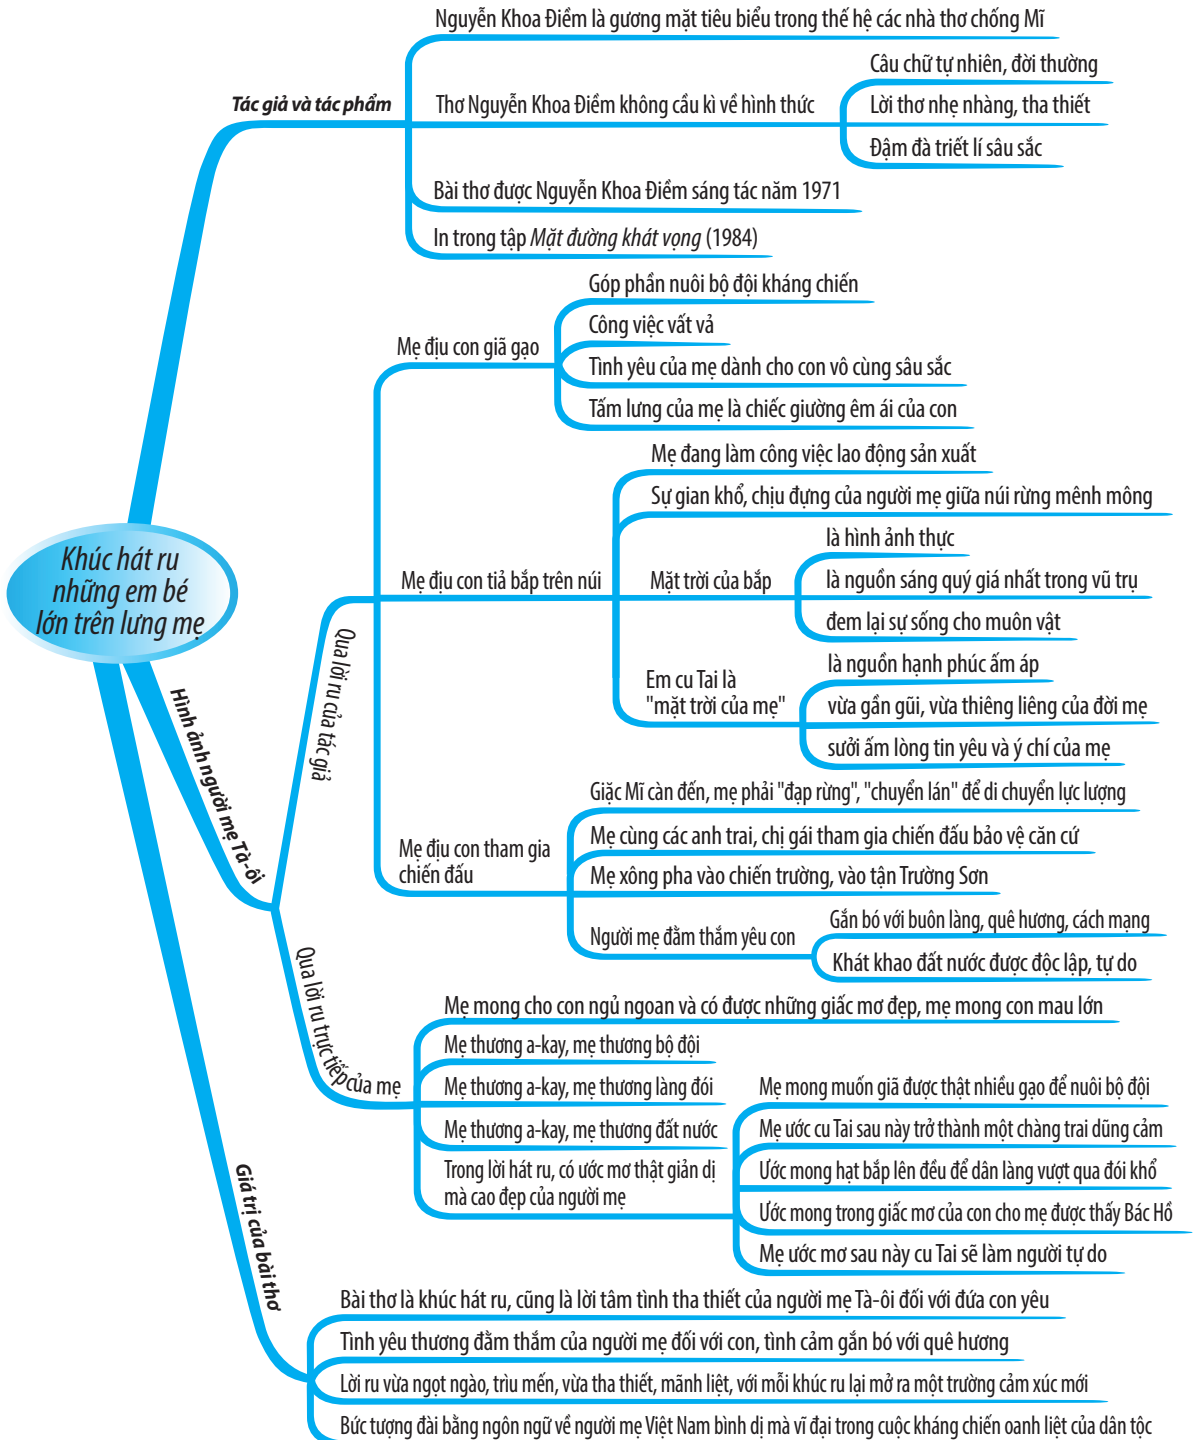 Nguyễn Khoa Điềm là gương mặt tiêu biểu trong thế hệ các nhà thơ chống Mĩ
Tác giả và tác phẩm
Thơ Nguyễn Khoa Điềm không cầu kì về hình thức
Câu chữ tự nhiên, đời thường
Lời thơ nhẹ nhàng, tha thiết
Đậm đà triết lí sâu sắc
Bài thơ được Nguyễn Khoa Điềm sáng tác năm 1971
In trong tập Mặt đường khát vọng (1984)
Khúc hát ru
những em bé
lớn trên lưng mẹ
Hình ảnh người mẹ Tà-ôi
Qua lời ru của tác giả
Mẹ địu con giã gạo
Góp phần nuôi bộ đội kháng chiến
Công việc vất vả
Tình yêu của mẹ dành cho con vô cùng sâu sắc
Tấm lưng của mẹ là chiếc giường êm ái của con
Mẹ địu con tỉa bắp trên núi
Mẹ đang làm công việc lao động sản xuất
Sự gian khổ, chịu đựng của người mẹ giữa núi rừng mênh mông
Mặt trời của bắp
là hình ảnh thực
là nguồn sáng quý giá nhất trong vũ trụ
đem lại sự sống cho muôn vật
Em cu Tai là
"mặt trời của mẹ"
là nguồn hạnh phúc ấm áp
vừa gần gũi, vừa thiêng liêng của đời mẹ
sưởi ấm lòng tin yêu và ý chí của mẹ
Mẹ địu con tham gia
chiến đấu
Giặc Mĩ càn đến, mẹ phải "đạp rừng", "chuyển lán" để di chuyển lực lượng
Mẹ cùng các anh trai, chị gái tham gia chiến đấu bảo vệ căn cứ
Mẹ xông pha vào chiến trường, vào tận Trường Sơn
Người mẹ đằm thắm yêu con
Gắn bó với buôn làng, quê hương, cách mạng
Khát khao đất nước được độc lập, tự do
Qua lời ru trực tiếp của mẹ
Mẹ mong cho con ngủ ngoan và có được những giấc mơ đẹp, mẹ mong con mau lớn
Mẹ thương a-kay, mẹ thương bộ đội
Mẹ thương a-kay, mẹ thương làng đói
Mẹ thương a-kay, mẹ thương đất nước
Trong lời hát ru, có ước mơ thật giản dị
mà cao đẹp của người mẹ
Mẹ mong muốn giã được thật nhiều gạo để nuôi bộ đội
Mẹ ước cu Tai sau này trở thành một chàng trai dũng cảm
Ước mong hạt bắp lên đều để dân làng vượt qua đói khổ
Ước mong trong giấc mơ của con cho mẹ được thấy Bác Hồ
Mẹ ước mơ sau này cu Tai sẽ làm người tự do
Giá trị của bài thơ
Bài thơ là khúc hát ru, cũng là lời tâm tình tha thiết của người mẹ Tà-ôi đối với đứa con yêu
Tình yêu thương đằm thắm của người mẹ đối với con, tình cảm gắn bó với quê hương
Lời ru vừa ngọt ngào, trìu mến, vừa tha thiết, mãnh liệt, với mỗi khúc ru lại mở ra một trường cảm xúc mới
Bức tượng đài bằng ngôn ngữ về người mẹ Việt Nam bình dị mà vĩ đại trong cuộc kháng chiến oanh liệt của dân tộc